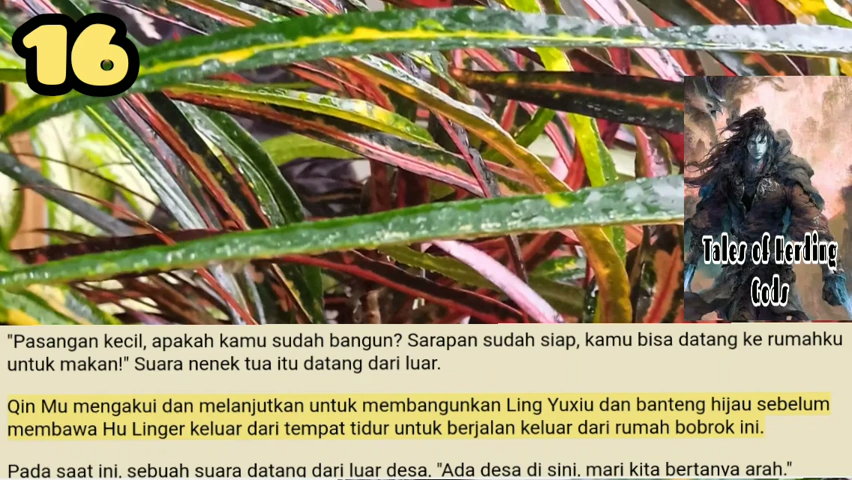 16
Tales of Herding
Gods
"Pasangan kecil, apakah kamu sudah bangun? Sarapan sudah siap, kamu bisa datang ke rumahku
untuk makan!" Suara nenek tua itu datang dari luar.
Qin Mu mengakui dan melanjutkan untuk membangunkan Ling Yuxiu dan banteng hijau sebelum
membawa Hu Linger keluar dari tempat tidur untuk berjalan keluar dari rumah bobrok ini.
Pada saat ini, sebuah suara datang dari luar desa, "Ada desa di sini, mari kita bertanya arah."